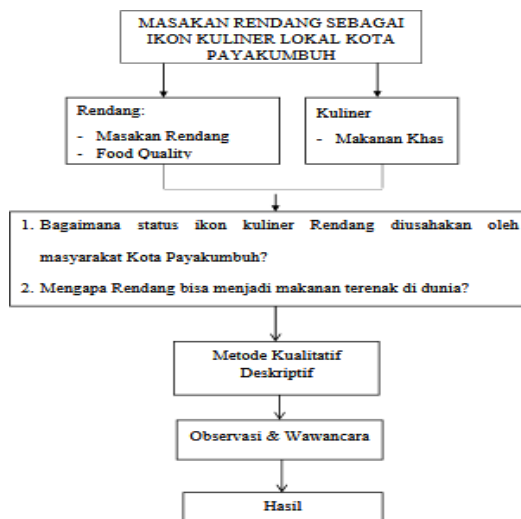 MASAKAN RENDANG SEBAGAI
IKON KULINER LOKAL KOTA
PAYAKUMBUH
Rendang:
- Masakan Rendang
- Food Quality
Kuliner
- Makanan Khas
1. Bagaimana status ikon kuliner Rendang diusahakan oleh
masyarakat Kota Payakumbuh?
2. Mengapa Rendang bisa menjadi makanan terenak di dunia?
Metode Kualitatif
Deskriptif
Observasi & Wawancara
Hasil